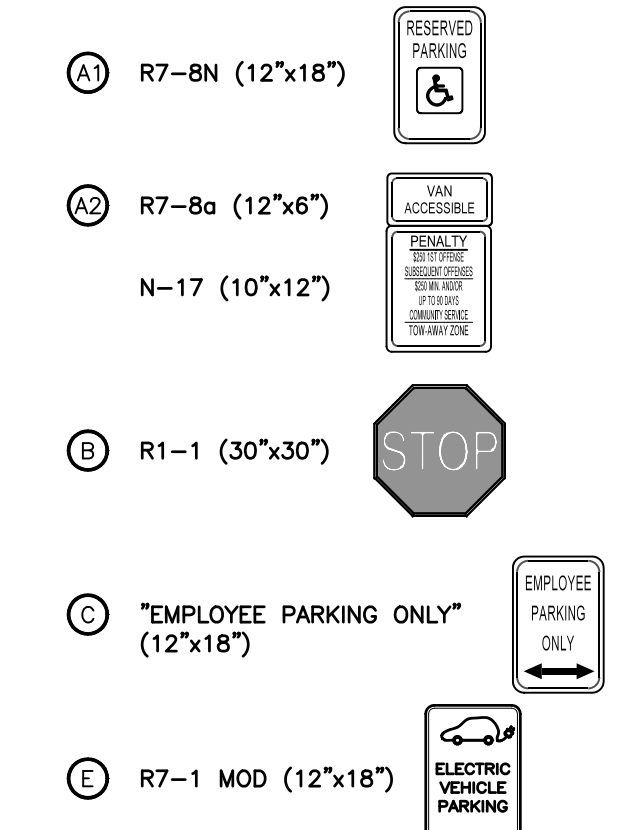 A1 R7-8N (12"x18")
RESERVED
PARKING
A2 R7-8a (12"x6")
VAN
ACCESSIBLE
N-17 (10"x12")
PENALTY
$250 1ST OFFENSE
SUBSEQUENT OFFENSES
$250 MIN. AND/OR
UP TO 90 DAYS
COMMUNITY SERVICE
TOW-AWAY ZONE
B R1-1 (30"x30")
STOP
C "EMPLOYEE PARKING ONLY"
(12"x18")
EMPLOYEE
PARKING
ONLY
E R7-1 MOD (12"x18")
ELECTRIC
VEHICLE
PARKING